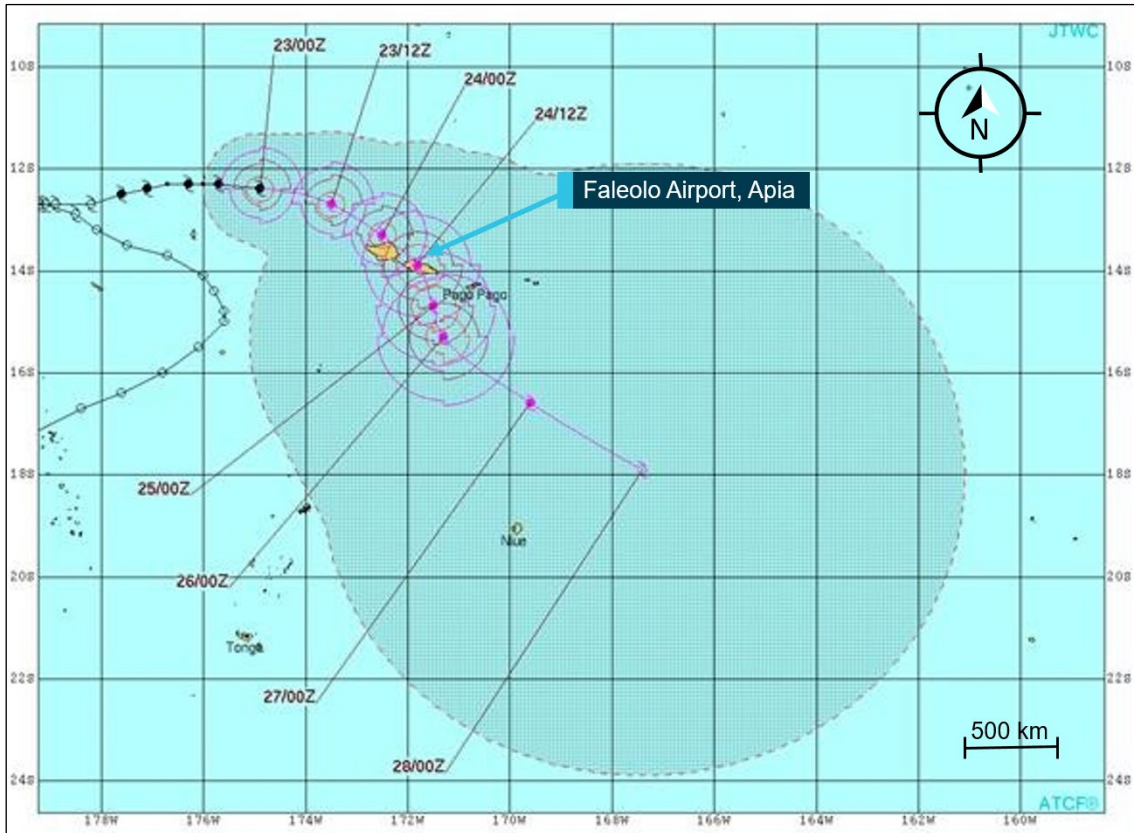 JTWC
23/00Z
23/12Z
24/00Z
24/12Z
10S
10S
N
12S
12S
Faleolo Airport, Apia
14S
14S
Pago Pago
16S
16S
18S
18S
25/00Z
Niue
26/00Z
20S
20S
Tonga
22S
22S
27/00Z
500 km
28/00Z
24S
24S
ATCF®
178W
176W
174W
172W
170W
168W
166W
164W
162W
160W